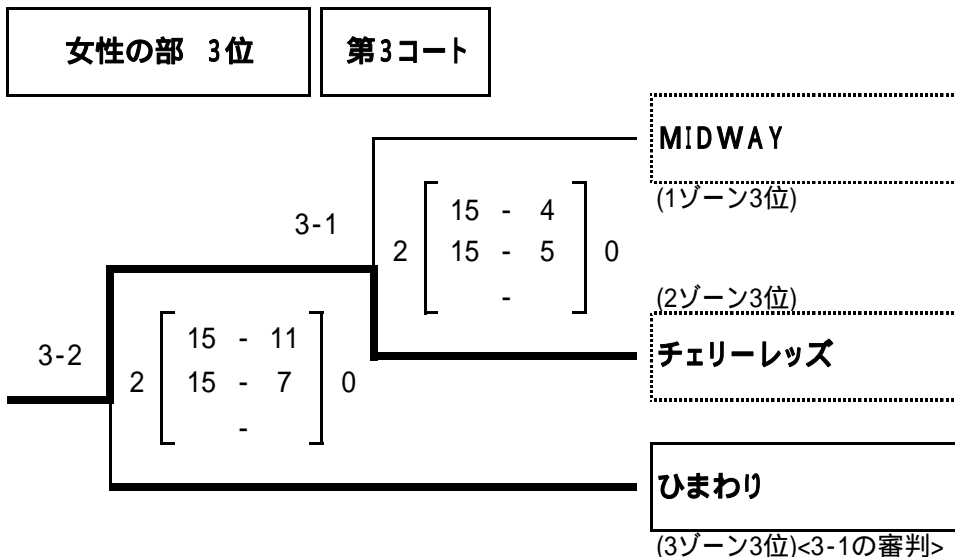 女性の部 3位
第3コート
MIDWAY
(1ゾーン3位)
3-1
2
15 - 4
15 - 5
-
0
(2ゾーン3位)
チェリーレッズ
3-2
2
15 - 11
15 - 7
-
0
ひまわり
(3ゾーン3位)<3-1の審判>